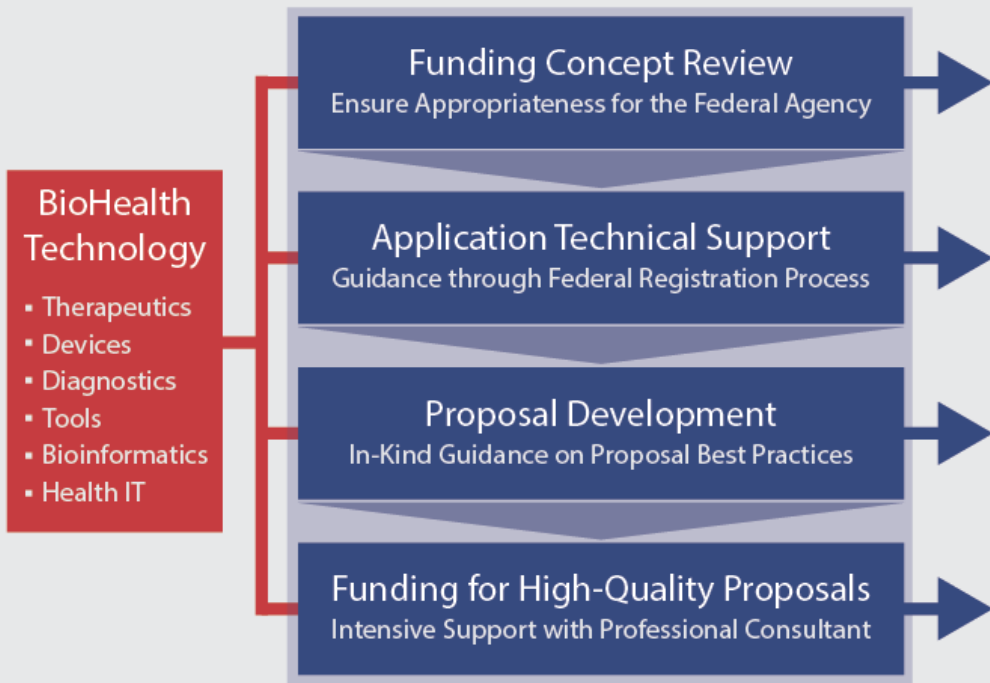 BioHealth
Technology
▪ Therapeutics
▪ Devices
▪ Diagnostics
▪ Tools
▪ Bioinformatics
▪ Health IT
Funding Concept Review
Ensure Appropriateness for the Federal Agency
Application Technical Support
Guidance through Federal Registration Process
Proposal Development
In-Kind Guidance on Proposal Best Practices
Funding for High-Quality Proposals
Intensive Support with Professional Consultant